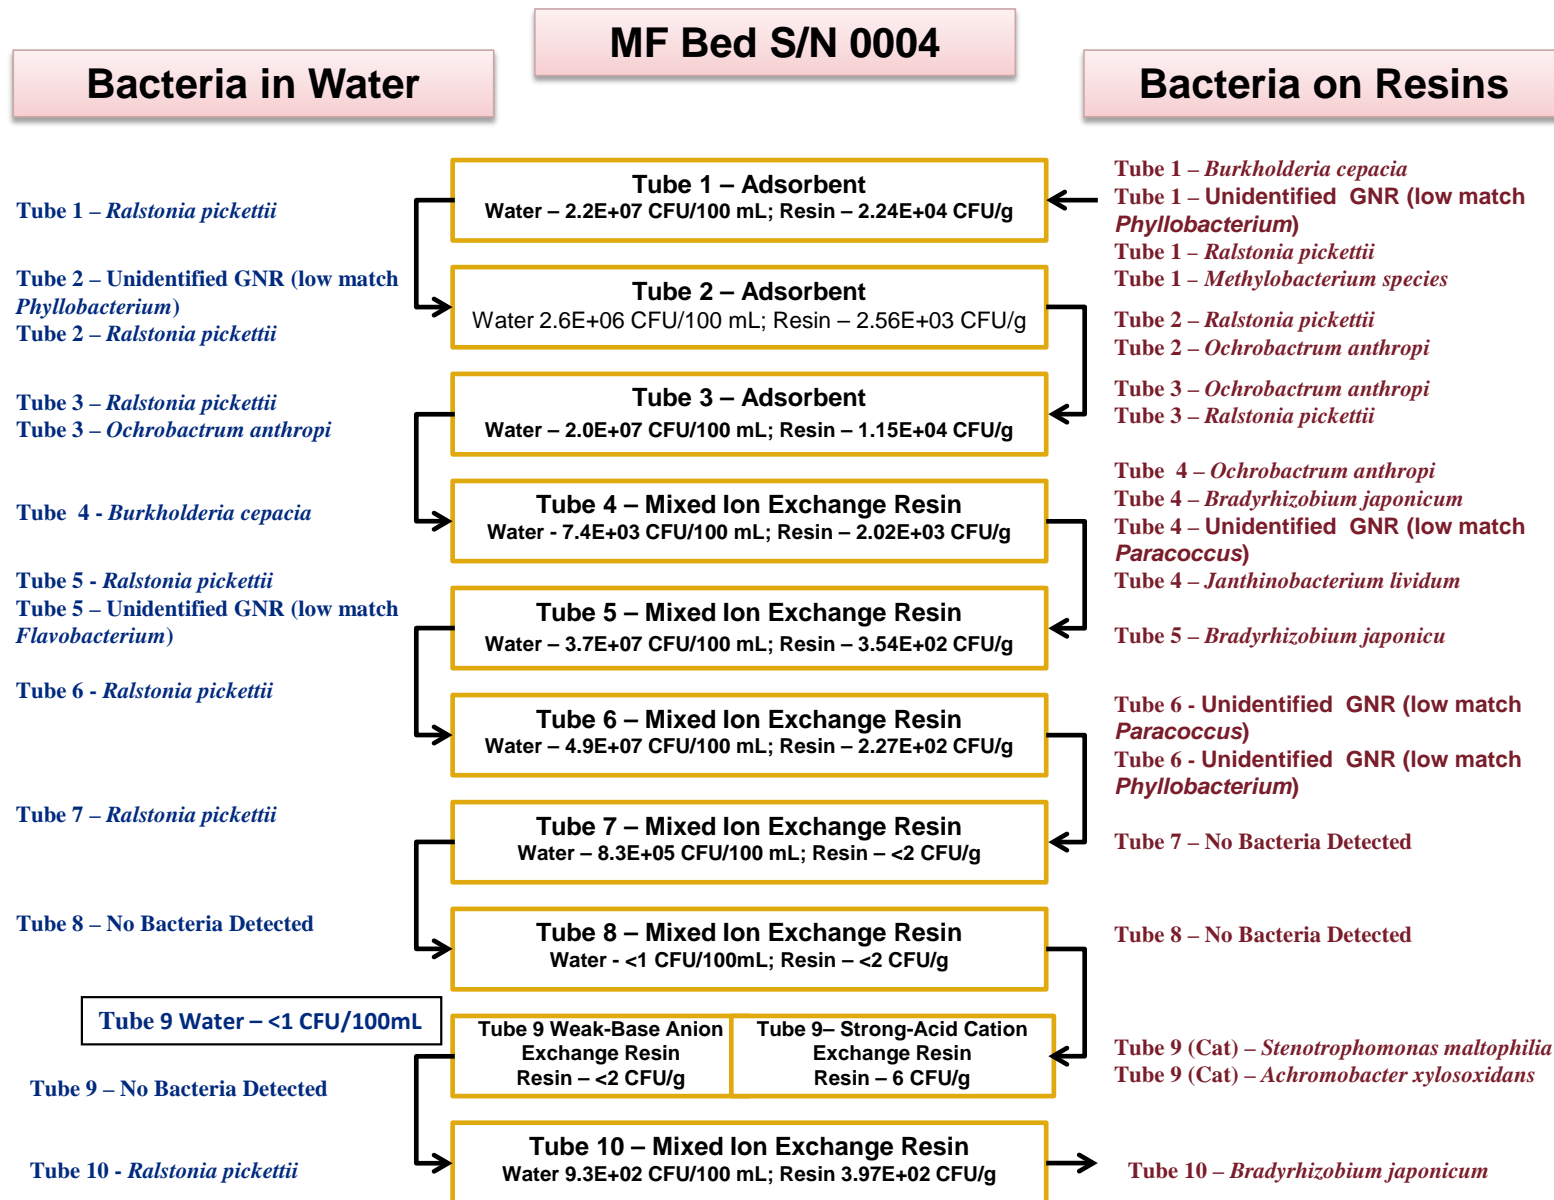 MF Bed S/N 0004
Bacteria in Water
Bacteria on Resins
Tube 1 – Ralstonia pickettii
Tube 2 – Unidentified GNR (low match
Phyllobacterium)
Tube 2 – Ralstonia pickettii
Tube 3 – Ralstonia pickettii
Tube 3 – Ochrobactrum anthropi
Tube  4 - Burkholderia cepacia
Tube 5 - Ralstonia pickettii
Tube 5 – Unidentified GNR (low match
Flavobacterium)
Tube 6 - Ralstonia pickettii
Tube 7 – Ralstonia pickettii
Tube 8 – No Bacteria Detected
Tube 9 Water – <1 CFU/100mL
Tube 9 – No Bacteria Detected
Tube 10 - Ralstonia pickettii
Tube 1 – Adsorbent
Water – 2.2E+07 CFU/100 mL; Resin – 2.24E+04 CFU/g
Tube 2 – Adsorbent
Water 2.6E+06 CFU/100 mL; Resin – 2.56E+03 CFU/g
Tube 3 – Adsorbent
Water – 2.0E+07 CFU/100 mL; Resin – 1.15E+04 CFU/g
Tube 4 – Mixed Ion Exchange Resin
Water - 7.4E+03 CFU/100 mL; Resin – 2.02E+03 CFU/g
Tube 5 – Mixed Ion Exchange Resin
Water – 3.7E+07 CFU/100 mL; Resin – 3.54E+02 CFU/g
Tube 6 – Mixed Ion Exchange Resin
Water – 4.9E+07 CFU/100 mL; Resin – 2.27E+02 CFU/g
Tube 7 – Mixed Ion Exchange Resin
Water – 8.3E+05 CFU/100 mL; Resin – <2 CFU/g
Tube 8 – Mixed Ion Exchange Resin
Water - <1 CFU/100mL; Resin – <2 CFU/g
Tube 9 Weak-Base Anion
Exchange Resin
Resin – <2 CFU/g
Tube 9– Strong-Acid Cation
Exchange Resin
Resin – 6 CFU/g
Tube 10 – Mixed Ion Exchange Resin
Water 9.3E+02 CFU/100 mL; Resin 3.97E+02 CFU/g
Tube 1 – Burkholderia cepacia
Tube 1 – Unidentified  GNR (low match
Phyllobacterium)
Tube 1 – Ralstonia pickettii
Tube 1 – Methylobacterium species
Tube 2 – Ralstonia pickettii
Tube 2 – Ochrobactrum anthropi
Tube 3 – Ochrobactrum anthropi
Tube 3 – Ralstonia pickettii
Tube  4 – Ochrobactrum anthropi
Tube 4 – Bradyrhizobium japonicum
Tube 4 – Unidentified  GNR (low match
Paracoccus)
Tube 4 – Janthinobacterium lividum
Tube 5 – Bradyrhizobium japonicu
Tube 6 - Unidentified  GNR (low match
Paracoccus)
Tube 6 - Unidentified  GNR (low match
Phyllobacterium)
Tube 7 – No Bacteria Detected
Tube 8 – No Bacteria Detected
Tube 9 (Cat) – Stenotrophomonas maltophilia
Tube 9 (Cat) – Achromobacter xylosoxidans
Tube 10 – Bradyrhizobium japonicum